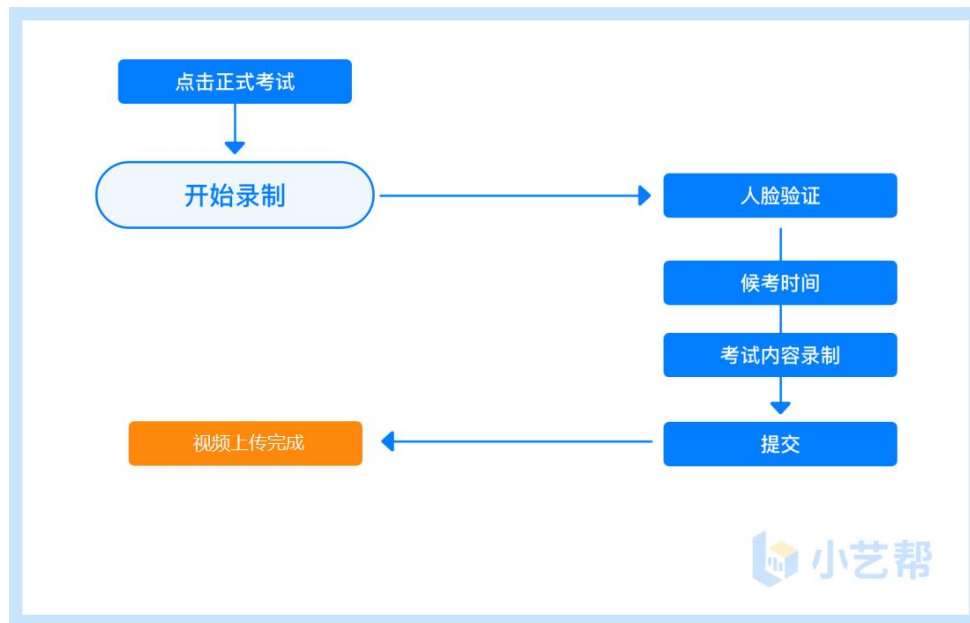 点击正式考试
开始录制
人脸验证
候考时间
考试内容录制
提交
视频上传完成
小艺帮